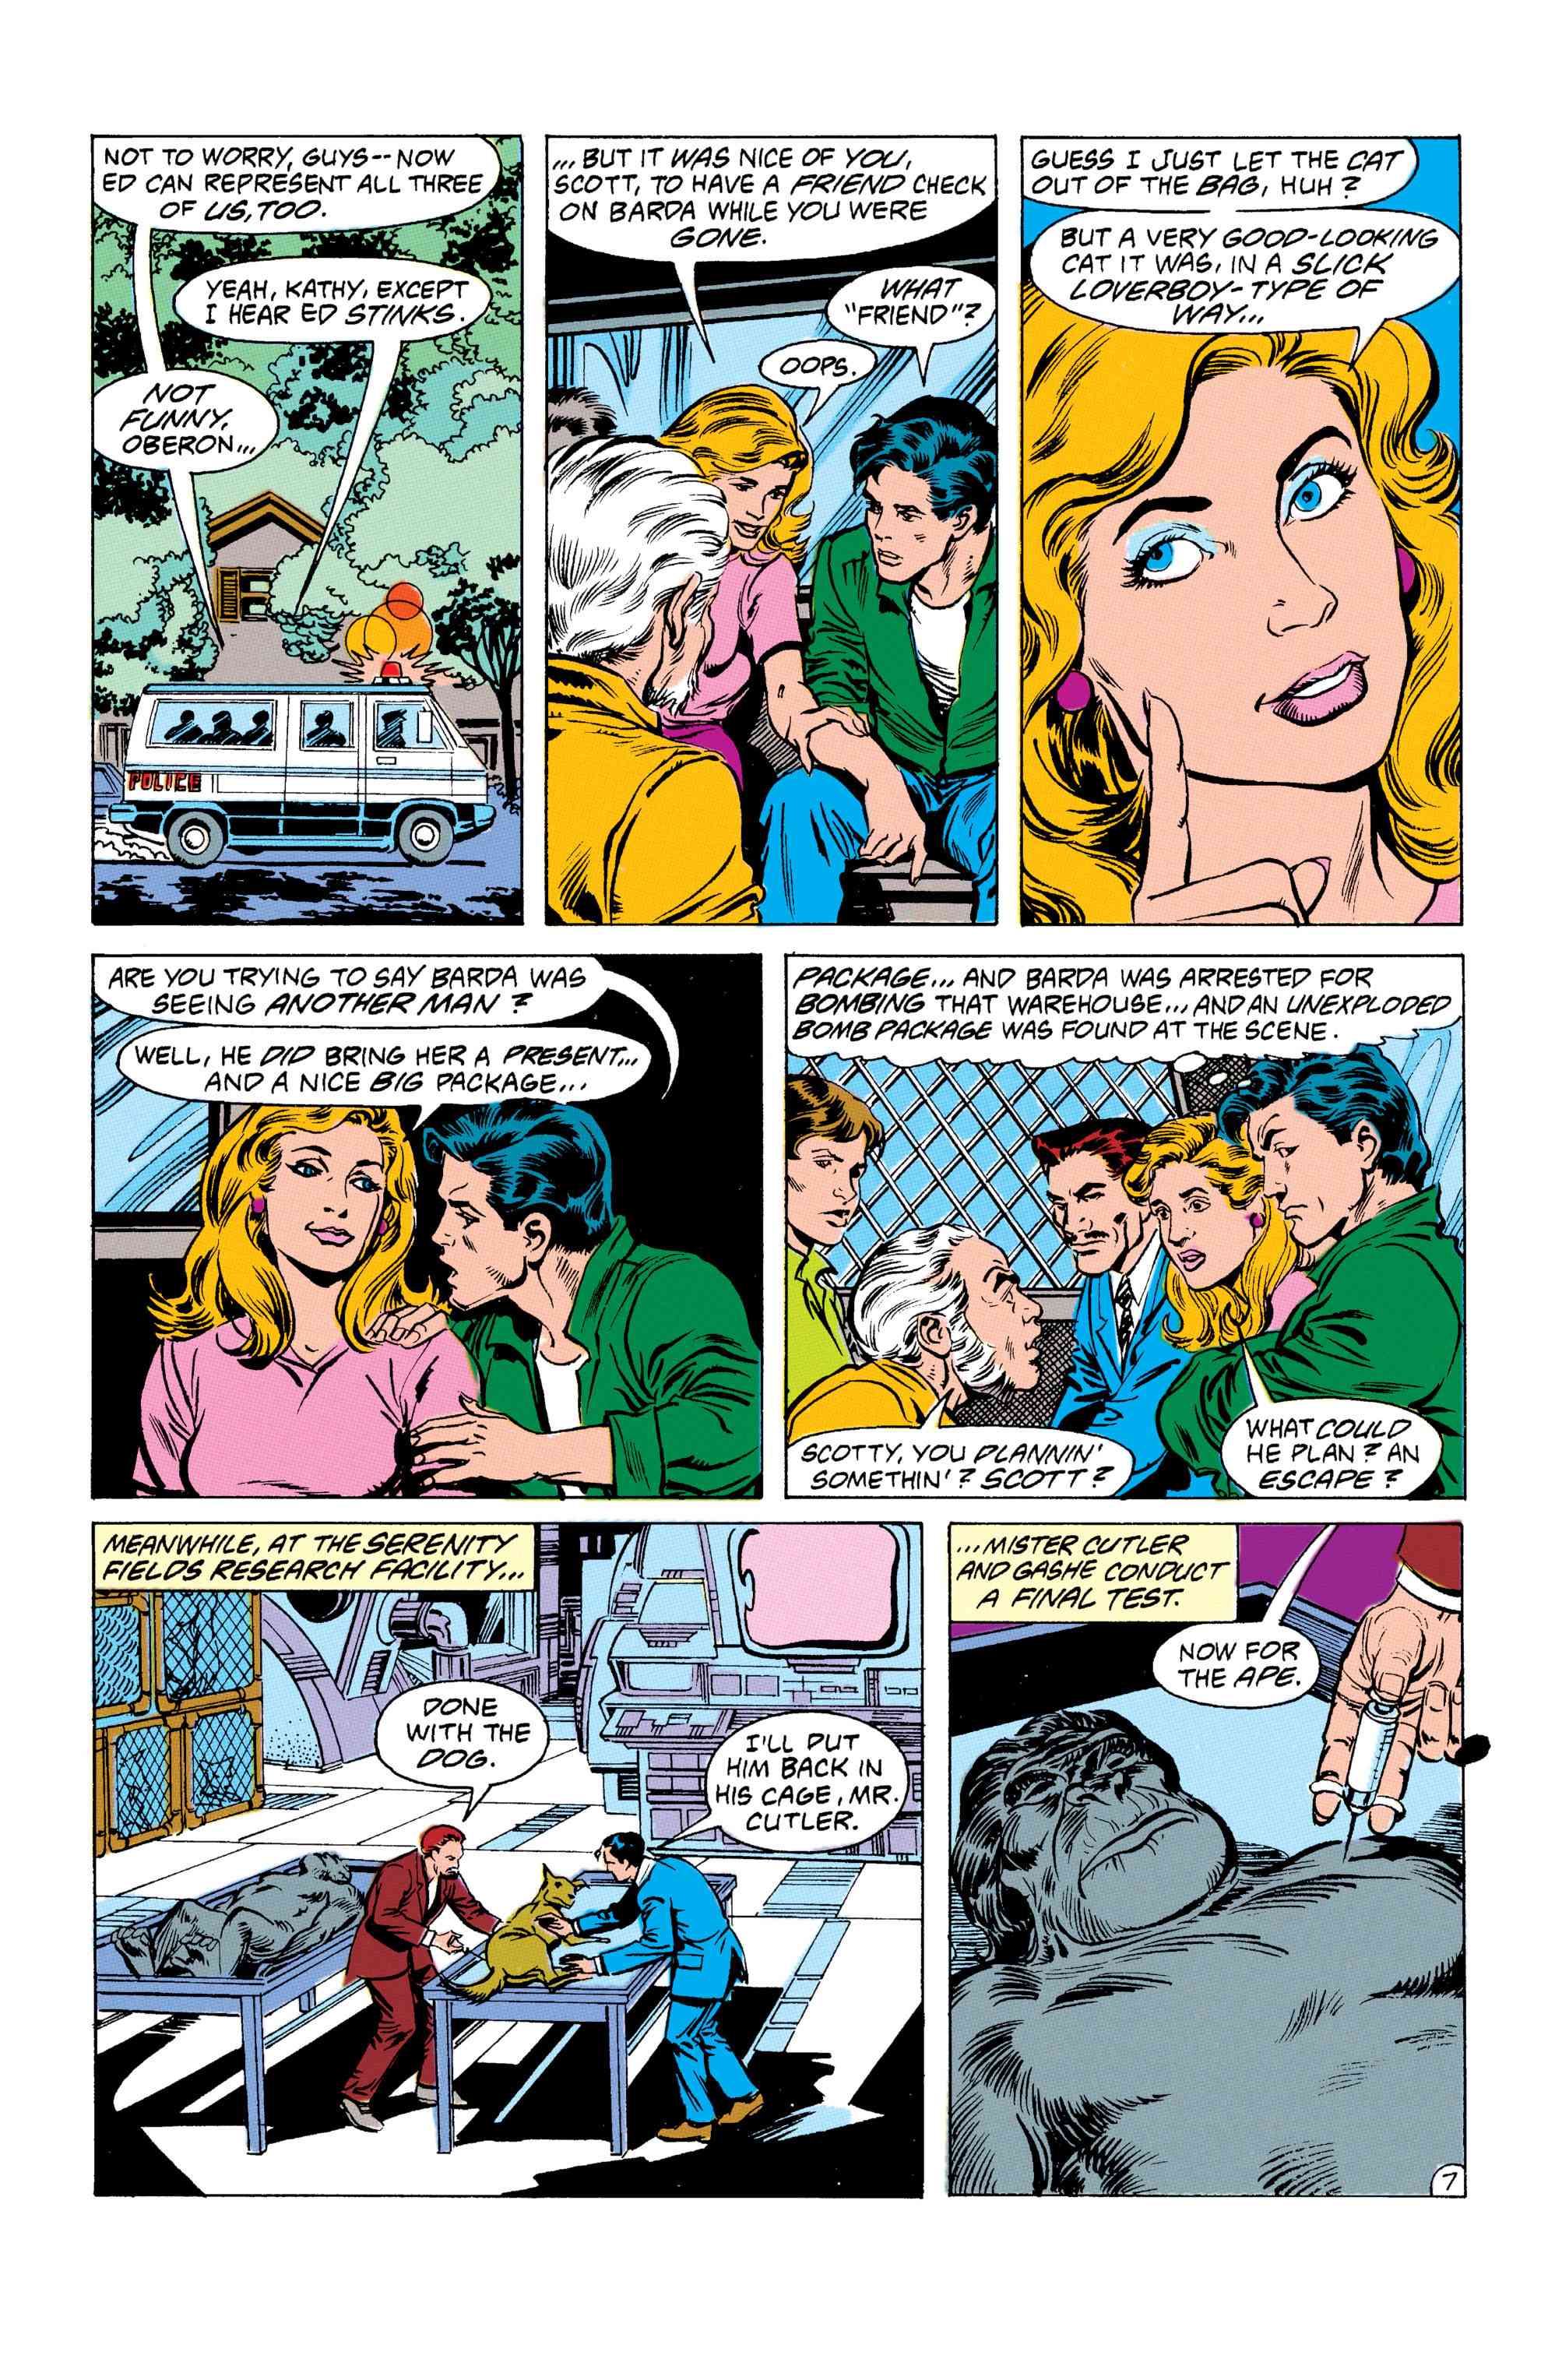 NOT TO WORRY, GUYS--NOW
ED CAN REPRESENT ALL THREE
OF US, TOO.
YEAH, KATHY, EXCEPT
I HEAR ED STINKS.
NOT
FUNNY,
OBERON...
POLICE
...BUT IT WAS NICE OF YOU,
SCOTT, TO HAVE A FRIEND CHECK
ON BARDA WHILE YOU WERE
GONE.
WHAT
"FRIEND"?
OOPS.
GUESS I JUST LET THE CAT
OUT OF THE BAG, HUH?
BUT A VERY GOOD-LOOKING
CAT IT WAS, IN A SLICK
LOVERBOY-TYPE OF
WAY...
ARE YOU TRYING TO SAY BARDA WAS
SEEING ANOTHER MAN?
WELL, HE DID BRING HER A PRESENT...
AND A NICE BIG PACKAGE...
PACKAGE... AND BARDA WAS ARRESTED FOR
BOMBING THAT WAREHOUSE... AND AN UNEXPLODED
BOMB PACKAGE WAS FOUND AT THE SCENE.
SCOTTY, YOU PLANNIN'
SOMETHIN'? SCOTT?
WHAT COULD
HE PLAN? AN
ESCAPE?
MEANWHILE, AT THE SERENITY
FIELDS RESEARCH FACILITY...
DONE
WITH THE
DOG.
I'LL PUT
HIM BACK IN
HIS CAGE, MR.
CUTLER.
...MISTER CUTLER
AND GASHE CONDUCT
A FINAL TEST.
NOW FOR
THE APE.
7